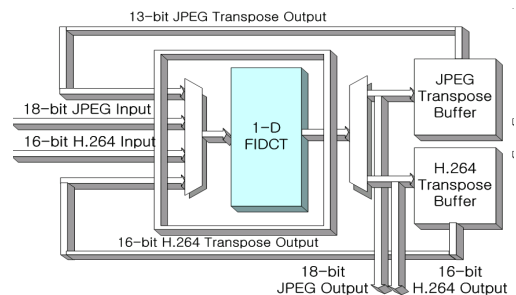 13-bit JPEG Transpose Output
18-bit JPEG Input
16-bit H.264 Input
1-D
FIDCT
JPEG
Transpose
Buffer
H.264
Transpose
Buffer
16-bit H.264 Transpose Output
18-bit
JPEG Output
16-bit
H.264 Output